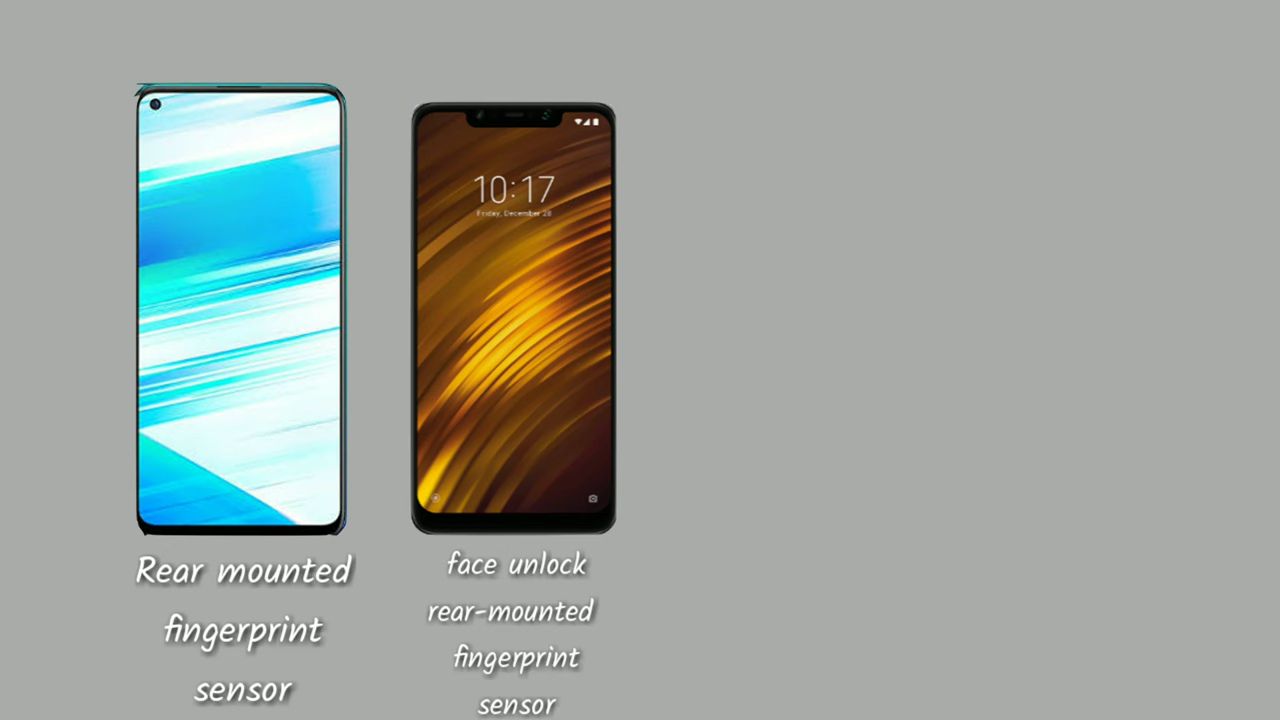 10:17
Friday, December 28
Rear mounted
fingerprint
sensor
face unlock
rear-mounted
fingerprint
sensor